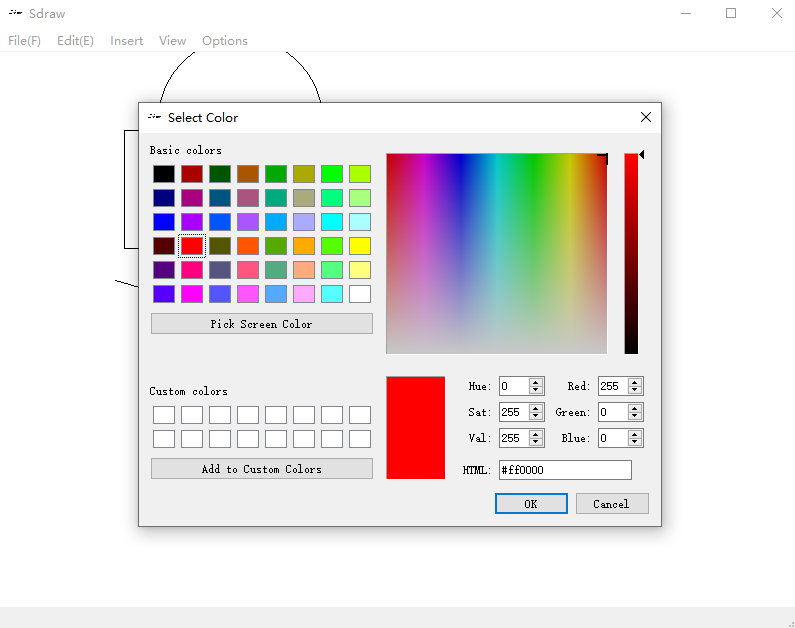 Sdraw
File(F) Edit(E) Insert View Options
Select Color
Basic colors
Pick Screen Color
Custom colors
Add to Custom Colors
Hue: 0 Red: 255
Sat: 255 Green: 0
Val: 255 Blue: 0
HTML: #ff0000
OK Cancel